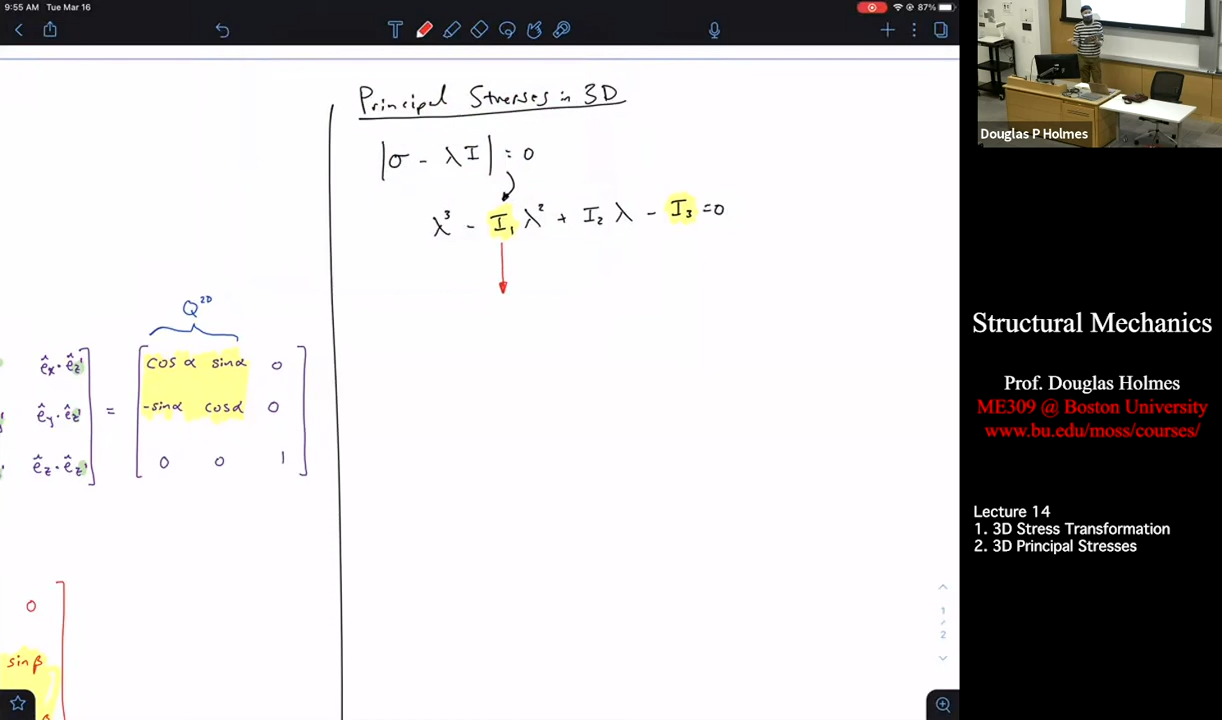 9:55 AM Tue Mar 16
87%
T
Principal Stresses in 3D
|σ - λI| = 0
λ³ - I₁λ² + I₂λ - I₃ = 0
Q²ᴰ
êx·êz' = cos α sin α 0
êy·êz' -sin α cos α 0
êz·êz' 0 0 1
0
sin β
1
/
2
Douglas P Holmes
Structural Mechanics
Prof. Douglas Holmes
ME309 @ Boston University
www.bu.edu/moss/courses/
Lecture 14
1. 3D Stress Transformation
2. 3D Principal Stresses